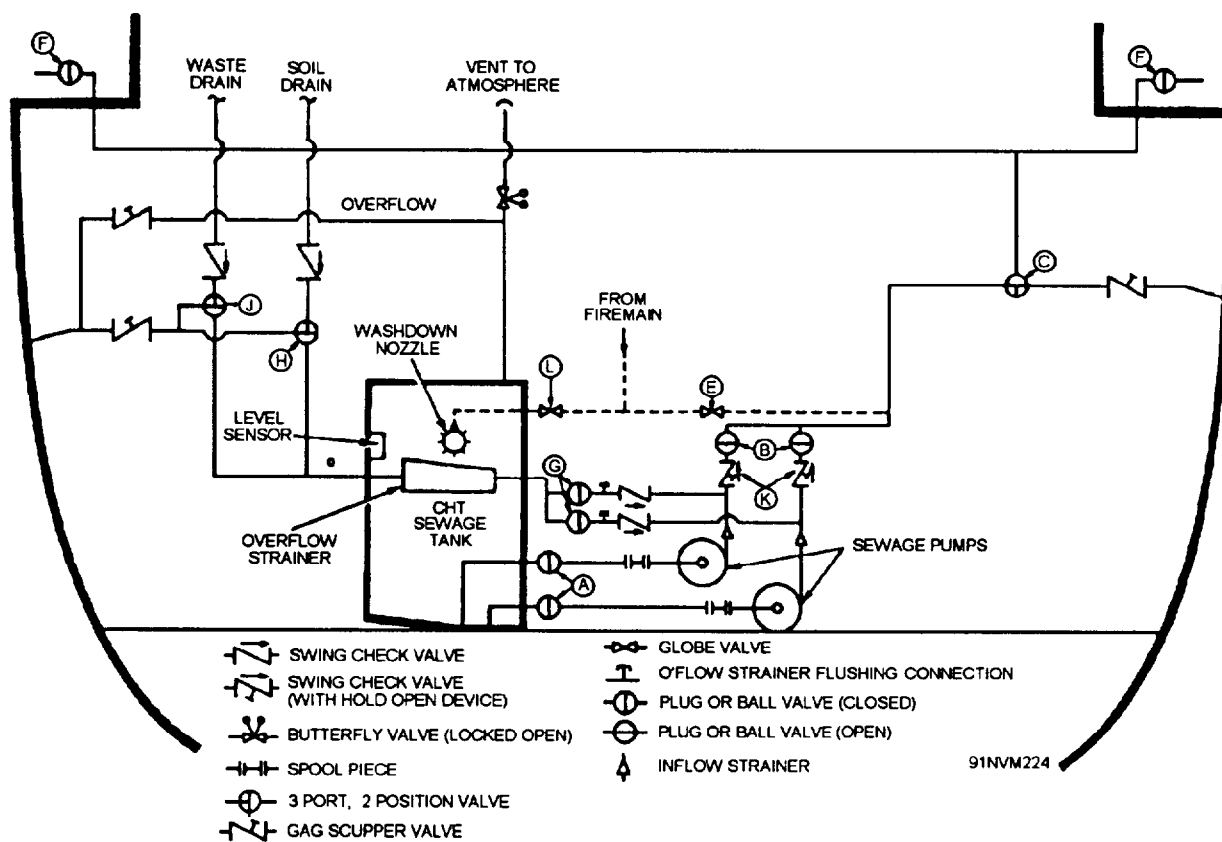 F
WASTE
DRAIN
SOIL
DRAIN
VENT TO
ATMOSPHERE
F
OVERFLOW
C
J
FROM
FIREMAIN
WASHDOWN
NOZZLE
H
L
E
LEVEL
SENSOR
B
G
K
CHT
SEWAGE
TANK
OVERFLOW
STRAINER
SEWAGE PUMPS
A
SWING CHECK VALVE
SWING CHECK VALVE
(WITH HOLD OPEN DEVICE)
BUTTERFLY VALVE (LOCKED OPEN)
SPOOL PIECE
3 PORT, 2 POSITION VALVE
GAG SCUPPER VALVE
GLOBE VALVE
O'FLOW STRAINER FLUSHING CONNECTION
PLUG OR BALL VALVE (CLOSED)
PLUG OR BALL VALVE (OPEN)
INFLOW STRAINER
91NVM224